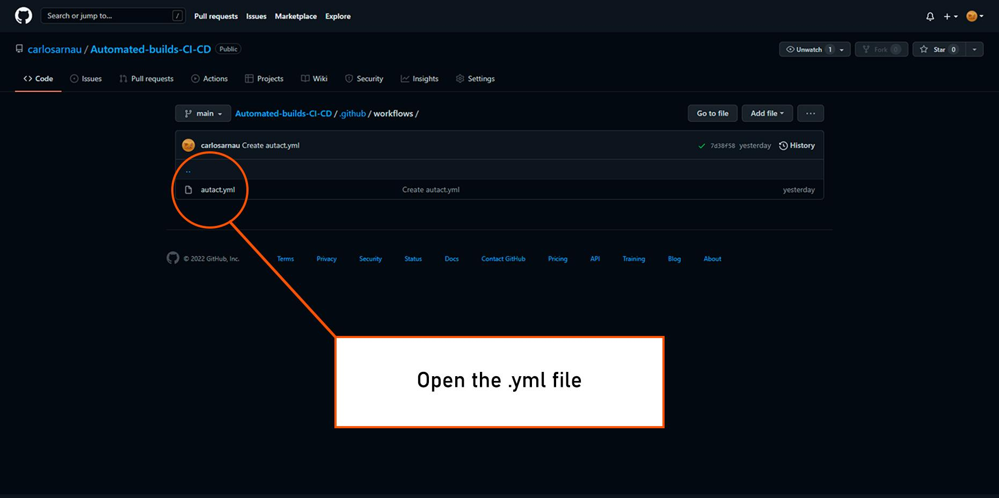 Search or jump to... /
Pull requests Issues Marketplace Explore
carlosarnau / Automated-builds-CI-CD Public
Unwatch 1 Fork 0 Star 0
Code Issues Pull requests Actions Projects Wiki Security Insights Settings
main Automated-builds-CI-CD / .github / workflows /
Go to file Add file ...
carlosarnau Create autact.yml
7d38f58 yesterday History
..
autact.yml Create autact.yml yesterday
© 2022 GitHub, Inc. Terms Privacy Security Status Docs Contact GitHub Pricing API Training Blog About
Open the .yml file